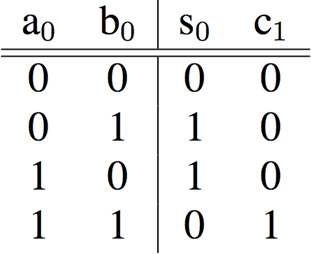 a₀ b₀ s₀ c₁
0 0 0 0
0 1 1 0
1 0 1 0
1 1 0 1